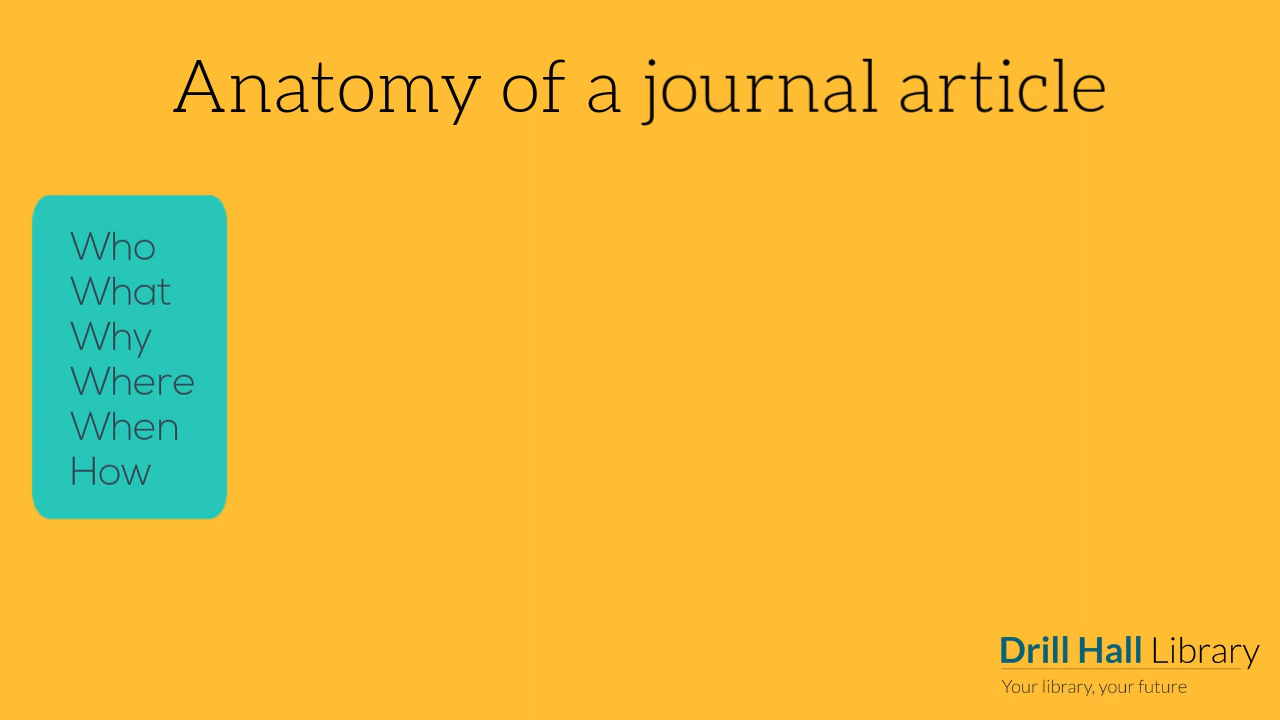 Anatomy of a journal article
Who
What
Why
Where
When
How
Drill Hall Library
Your library, your future